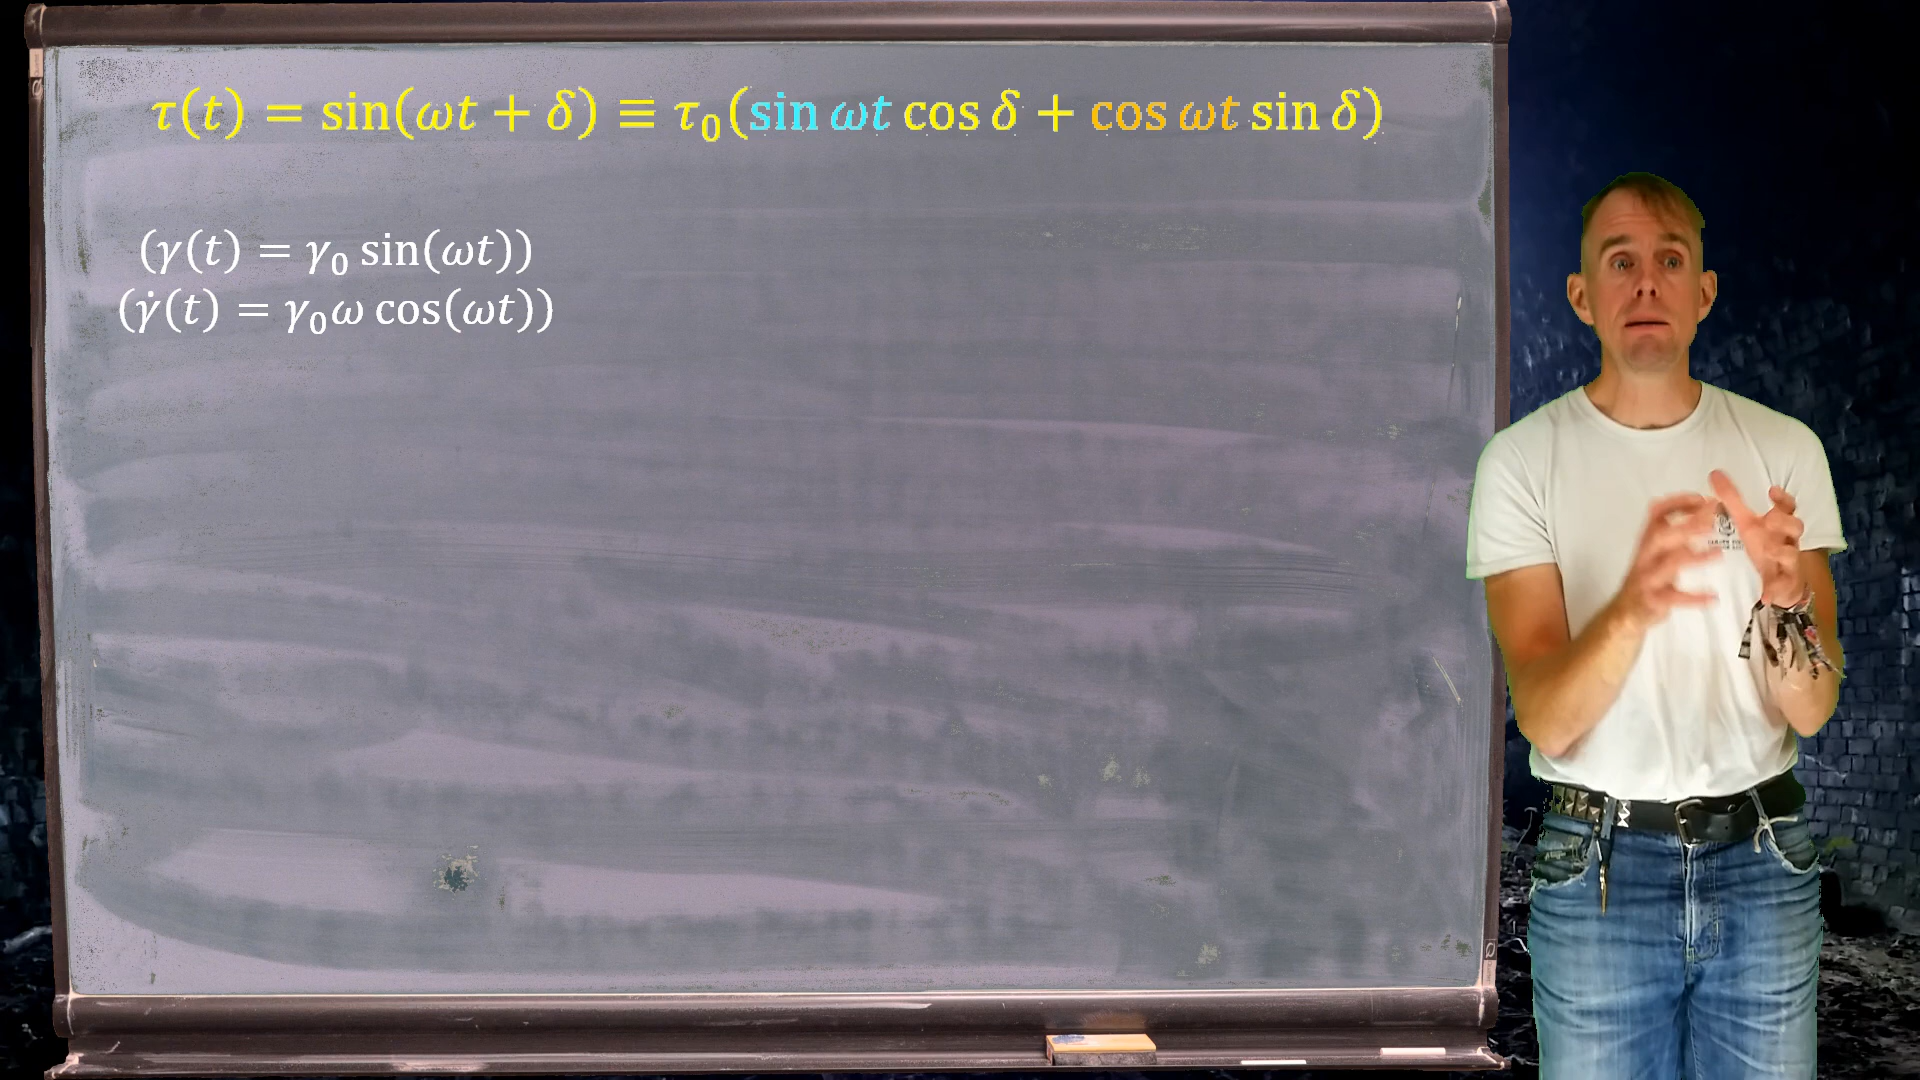 τ(t) = sin(ωt + δ) ≡ τ₀(sin ωt cos δ + cos ωt sin δ)
(γ(t) = γ₀ sin(ωt))
(γ̇(t) = γ₀ω cos(ωt))